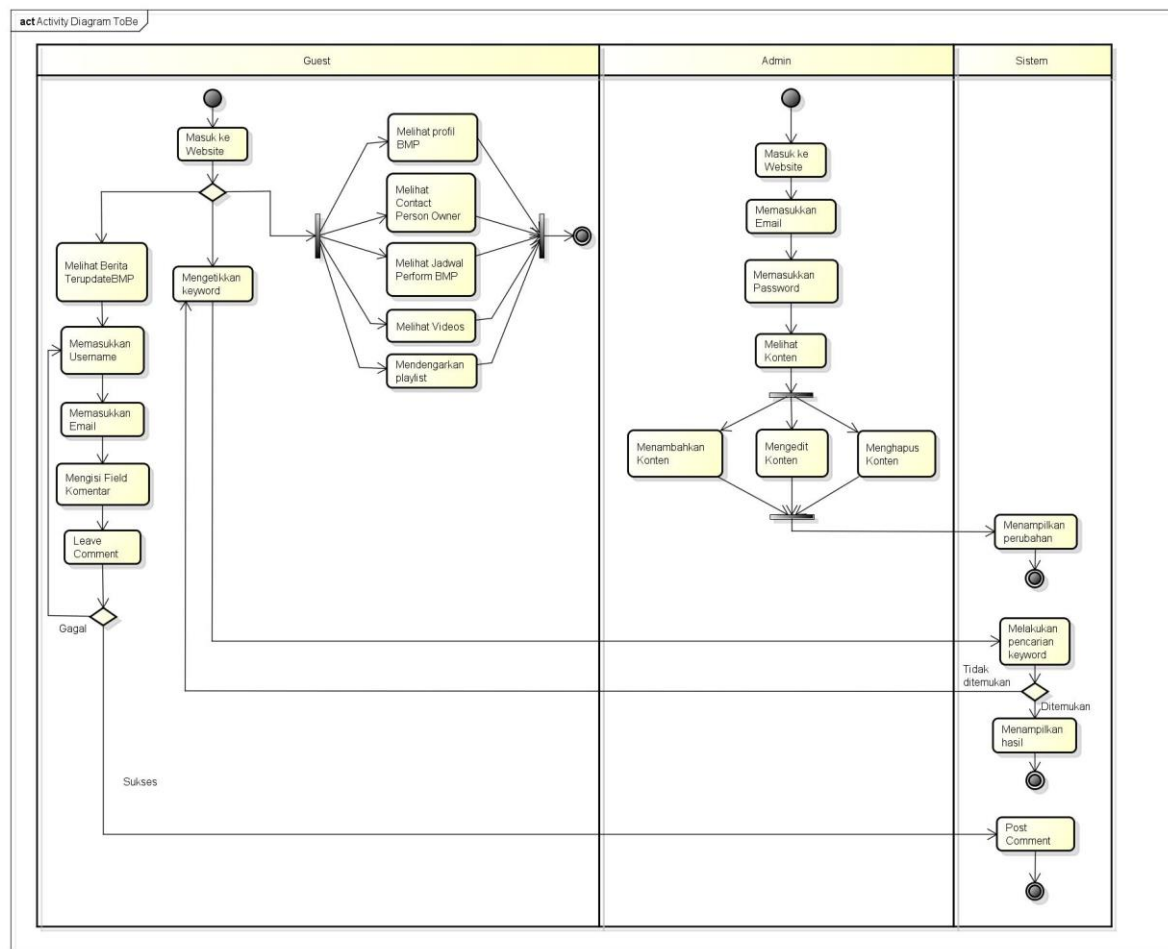 act Activity Diagram ToBe
Guest
Admin
Sistem
Masuk ke
Website
Melihat Berita
TerupdateBMP
Memasukkan
Username
Memasukkan
Email
Mengisi Field
Komentar
Leave
Comment
Gagal
Sukses
Mengetikkan
keyword
Melihat profil
BMP
Melihat
Contact
Person Owner
Melihat Jadwal
Perform BMP
Melihat Videos
Mendengarkan
playlist
Masuk ke
Website
Memasukkan
Email
Memasukkan
Password
Melihat
Konten
Menambahkan
Konten
Mengedit
Konten
Menghapus
Konten
Menampilkan
perubahan
Melakukan
pencarian
keyword
Tidak
ditemukan
Ditemukan
Menampilkan
hasil
Post
Comment